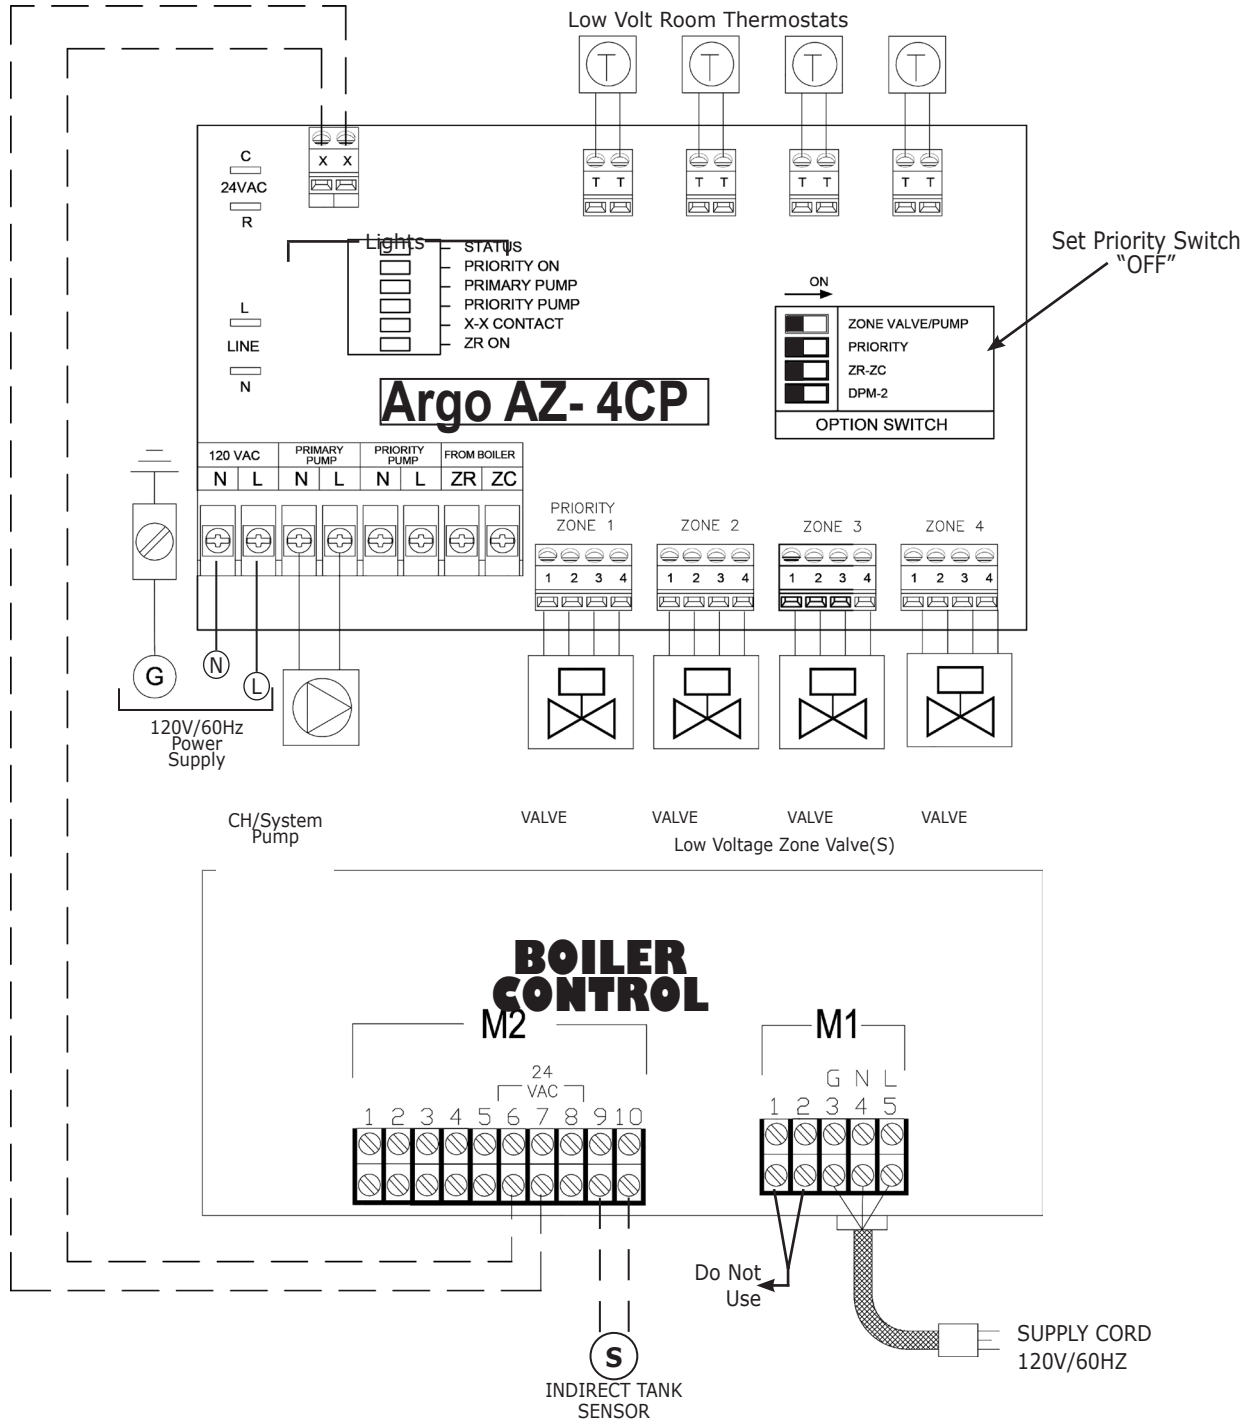 Low Volt Room Thermostats
T T T T
C
24VAC
R
X X
T T
T T
T T
T T
Lights
STATUS
PRIORITY ON
PRIMARY PUMP
PRIORITY PUMP
X-X CONTACT
ZR ON
Set Priority Switch
“OFF”
ON
ZONE VALVE/PUMP
PRIORITY
ZR-ZC
DPM-2
OPTION SWITCH
L
LINE
N
Argo AZ- 4CP
120 VAC
N L
PRIMARY
PUMP
N L
PRIORITY
PUMP
N L
FROM BOILER
ZR ZC
PRIORITY
ZONE 1
1 2 3 4
ZONE 2
1 2 3 4
ZONE 3
1 2 3 4
ZONE 4
1 2 3 4
G
N
L
120V/60Hz
Power
Supply
CH/System
Pump
VALVE VALVE VALVE VALVE
Low Voltage Zone Valve(S)
BOILER
CONTROL
M2
24
VAC
1 2 3 4 5 6 7 8 9 10
M1
G N L
1 2 3 4 5
Do Not
Use
S
INDIRECT TANK
SENSOR
SUPPLY CORD
120V/60HZ